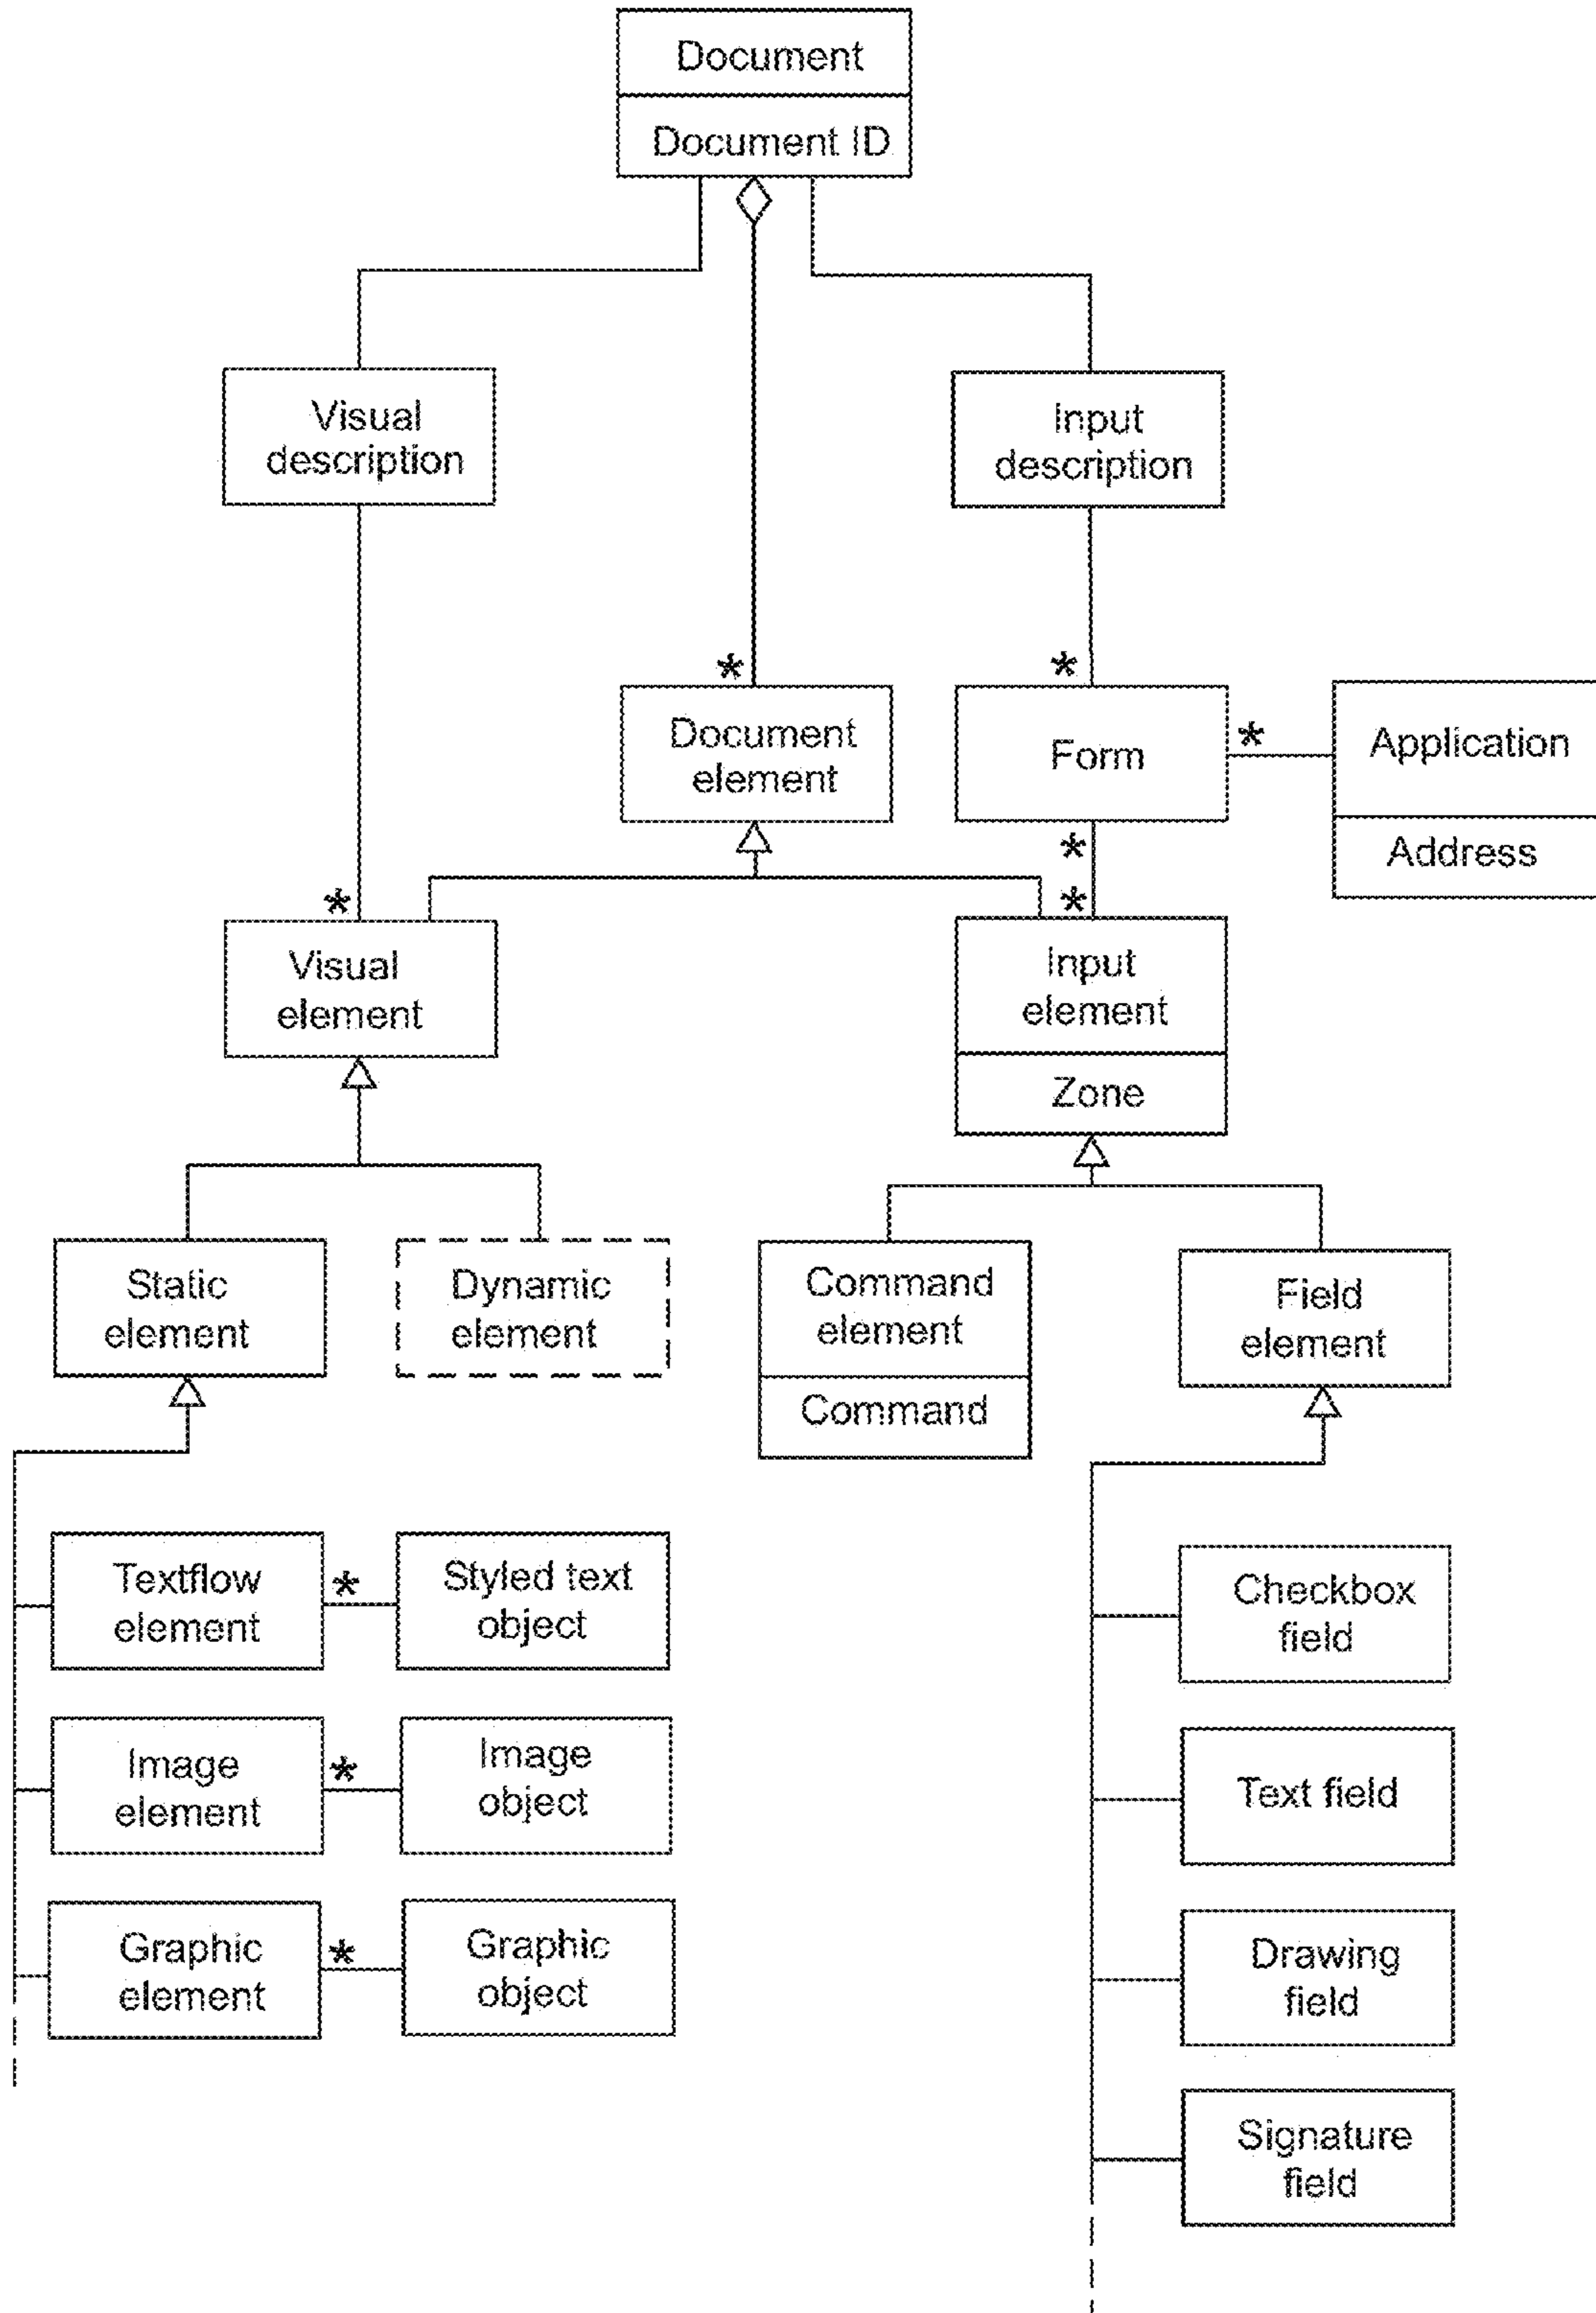 Document
Document ID
Visual
description
Input
description
*
*
Document
element
Form
*
Application
Address
*
*
*
Visual
element
Input
element
Zone
Static
element
Dynamic
element
Command
element
Command
Field
element
Textflow
element
*
Styled text
object
Checkbox
field
Image
element
*
Image
object
Text field
Graphic
element
*
Graphic
object
Drawing
field
Signature
field